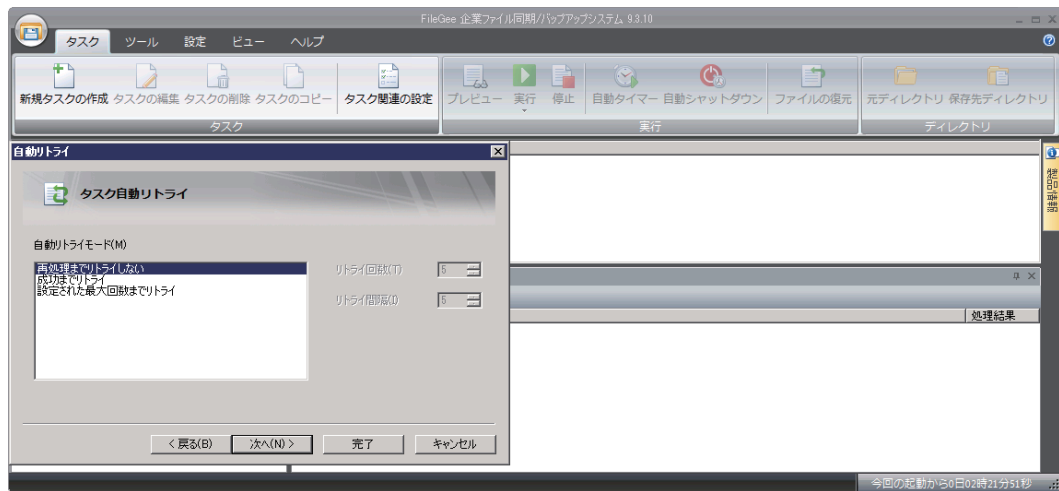 FileGee 企業ファイル同期/バップアップシステム 9.3.10
タスク ツール 設定 ビュー ヘルプ
新規タスクの作成 タスクの編集 タスクの削除 タスクのコピー タスク関連の設定 プレビュー 実行 停止 自動タイマー 自動シャットダウン ファイルの復元 元ディレクトリ 保存先ディレクトリ
タスク 実行 ディレクトリ
自動リトライ
タスク自動リトライ
製品情報
自動リトライモード(M)
再処理までリトライしない
成功までリトライ
設定された最大回数までリトライ
リトライ回数(T) 5
リトライ間隔(I) 5
処理結果
< 戻る(B) 次へ(N) > 完了 キャンセル
今回の起動から0日02時21分51秒